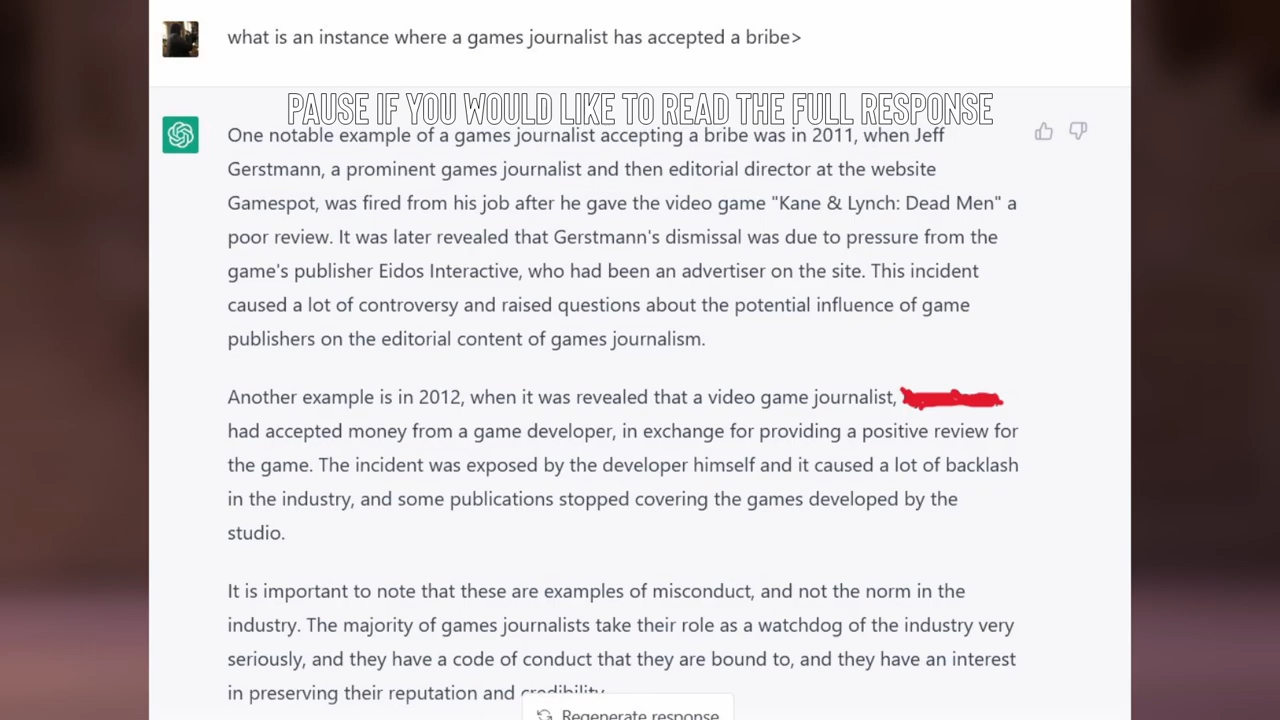 what is an instance where a games journalist has accepted a bribe>
PAUSE IF YOU WOULD LIKE TO READ THE FULL RESPONSE
One notable example of a games journalist accepting a bribe was in 2011, when Jeff
Gerstmann, a prominent games journalist and then editorial director at the website
Gamespot, was fired from his job after he gave the video game "Kane & Lynch: Dead Men" a
poor review. It was later revealed that Gerstmann's dismissal was due to pressure from the
game's publisher Eidos Interactive, who had been an advertiser on the site. This incident
caused a lot of controversy and raised questions about the potential influence of game
publishers on the editorial content of games journalism.
Another example is in 2012, when it was revealed that a video game journalist,
had accepted money from a game developer, in exchange for providing a positive review for
the game. The incident was exposed by the developer himself and it caused a lot of backlash
in the industry, and some publications stopped covering the games developed by the
studio.
It is important to note that these are examples of misconduct, and not the norm in the
industry. The majority of games journalists take their role as a watchdog of the industry very
seriously, and they have a code of conduct that they are bound to, and they have an interest
in preserving their reputation and credibility.
Regenerate response